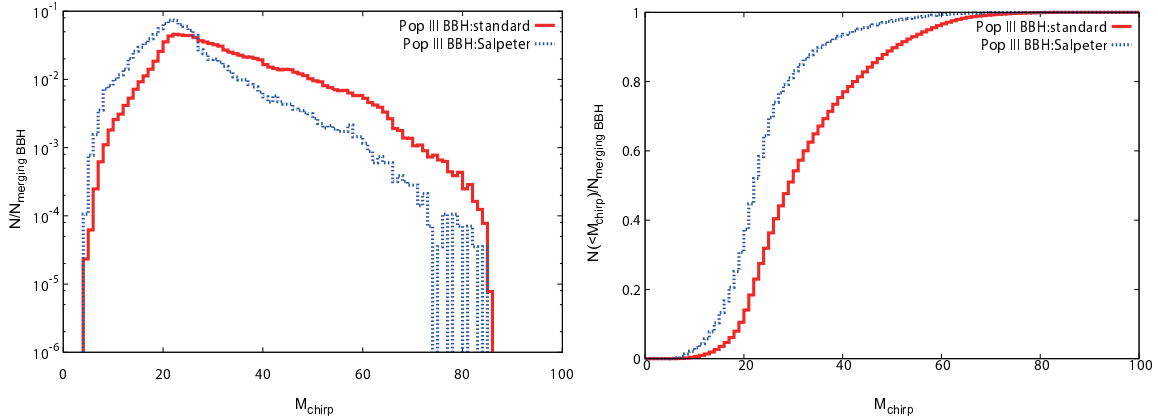 10^-1
10^-2
10^-3
10^-4
10^-5
10^-6
N/N_merging BBH
Pop III BBH:standard
Pop III BBH:Salpeter
0 20 40 60 80 100
M_chirp
1
0.8
0.6
0.4
0.2
0
N(<M_chirp)/N_merging BBH
Pop III BBH:standard
Pop III BBH:Salpeter
0 20 40 60 80 100
M_chirp